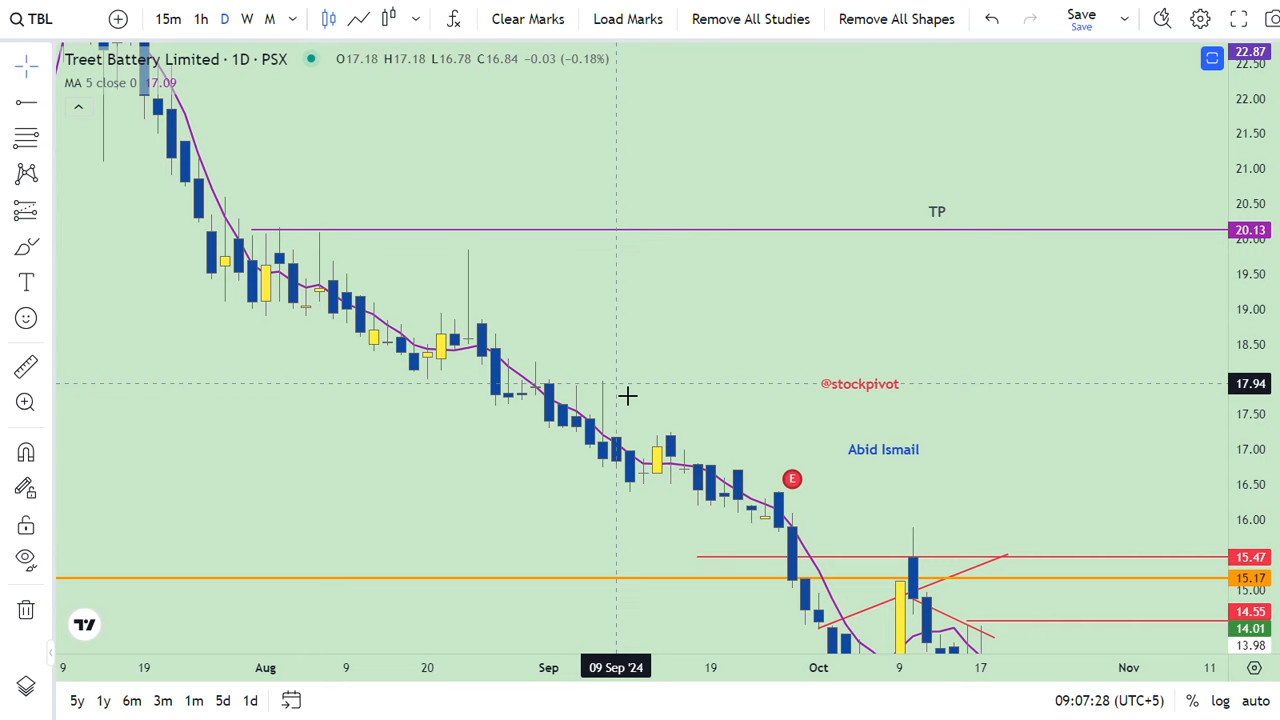 TBL 15m 1h D W M Clear Marks Load Marks Remove All Studies Remove All Shapes Save
Save
Treet Battery Limited · 1D · PSX O17.18 H17.18 L16.78 C16.84 −0.03 (−0.18%)
MA 5 close 0 17.09
22.87
22.50
22.00
21.50
21.00
20.50
TP
20.13
20.00
19.50
19.00
18.50
@stockpivot
17.94
17.50
Abid Ismail
17.00
E
16.50
16.00
15.47
15.17
15.00
14.55
14.01
13.98
9 19 Aug 9 20 Sep 09 Sep '24 19 Oct 9 17 Nov 11
5y 1y 6m 3m 1m 5d 1d 09:07:28 (UTC+5) % log auto